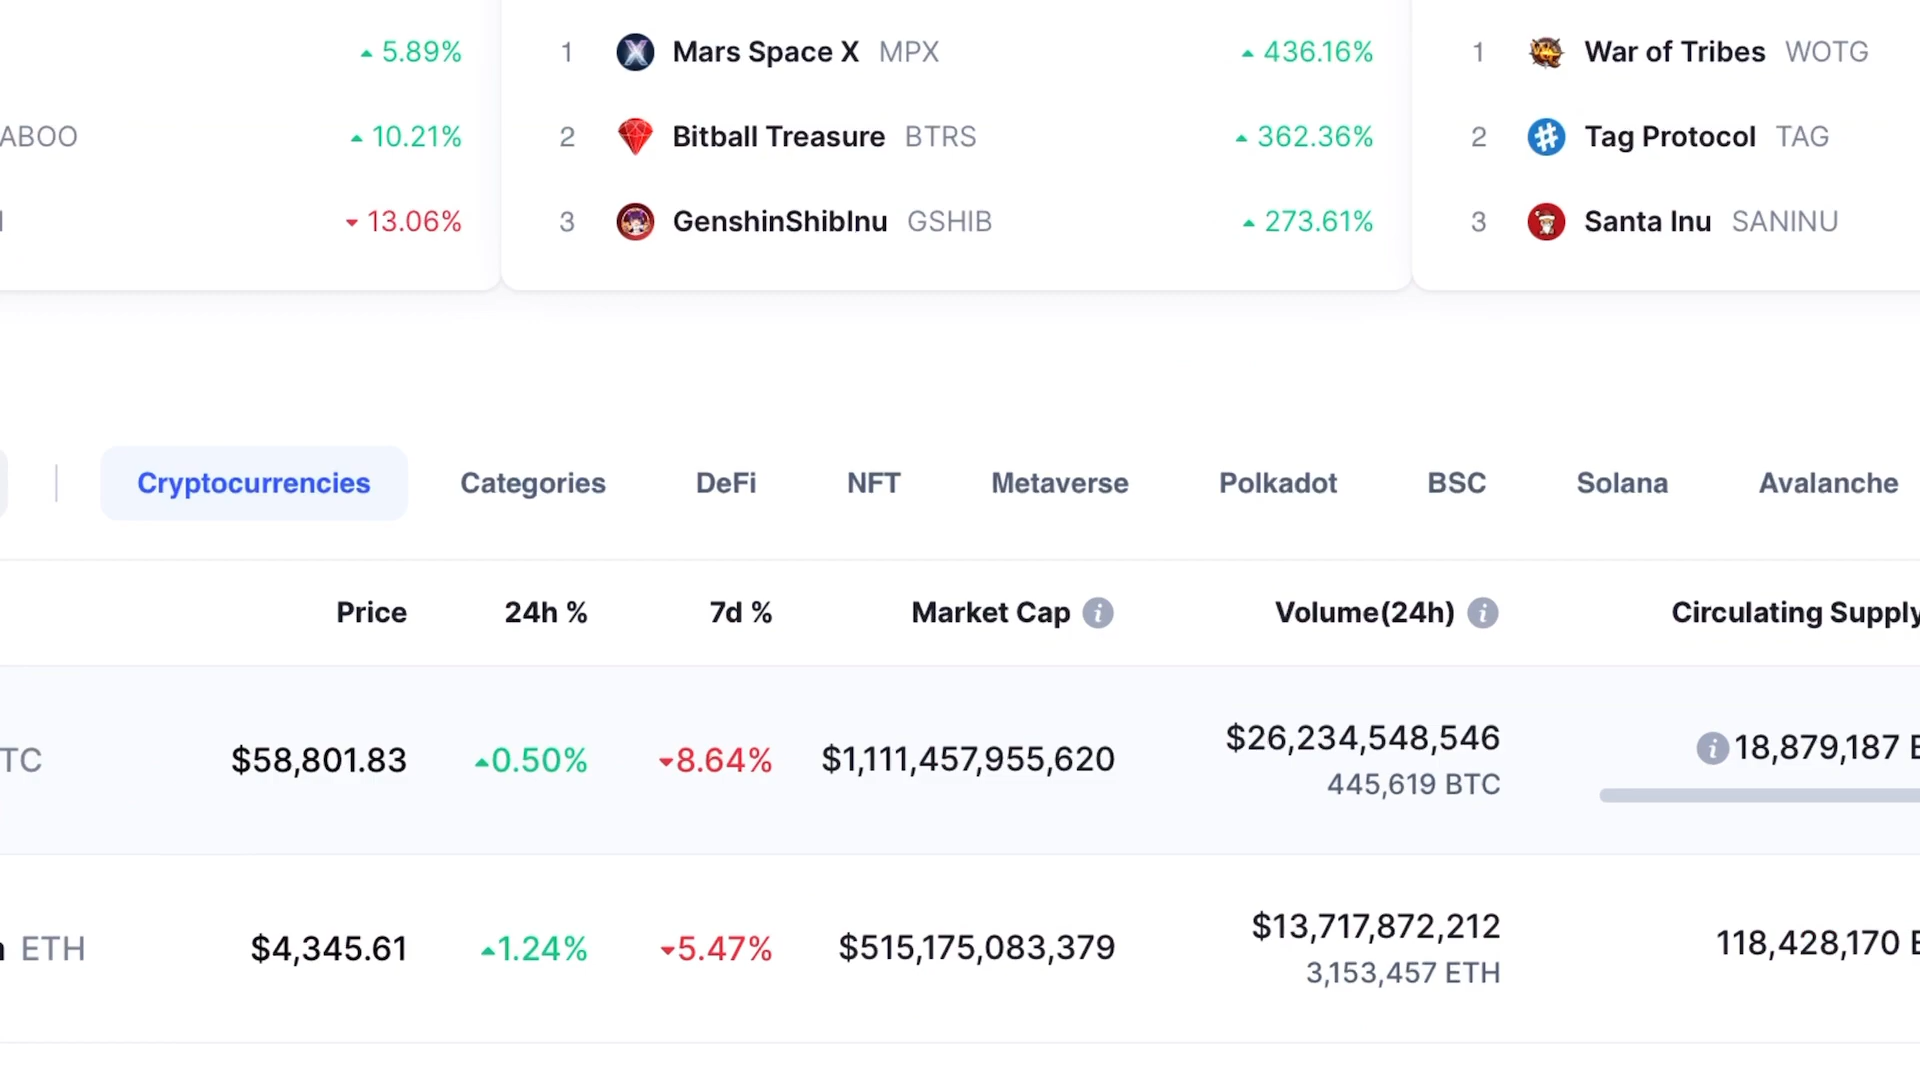 5.89%
1 Mars Space X MPX 436.16%
1 War of Tribes WOTG
ABOO 10.21%
2 Bitball Treasure BTRS 362.36%
2 Tag Protocol TAG
13.06%
3 GenshinShibInu GSHIB 273.61%
3 Santa Inu SANINU
Cryptocurrencies Categories DeFi NFT Metaverse Polkadot BSC Solana Avalanche
Price 24h % 7d % Market Cap Volume(24h) Circulating Supply
TC $58,801.83 0.50% 8.64% $1,111,457,955,620 $26,234,548,546 18,879,187
445,619 BTC
ETH $4,345.61 1.24% 5.47% $515,175,083,379 $13,717,872,212 118,428,170
3,153,457 ETH